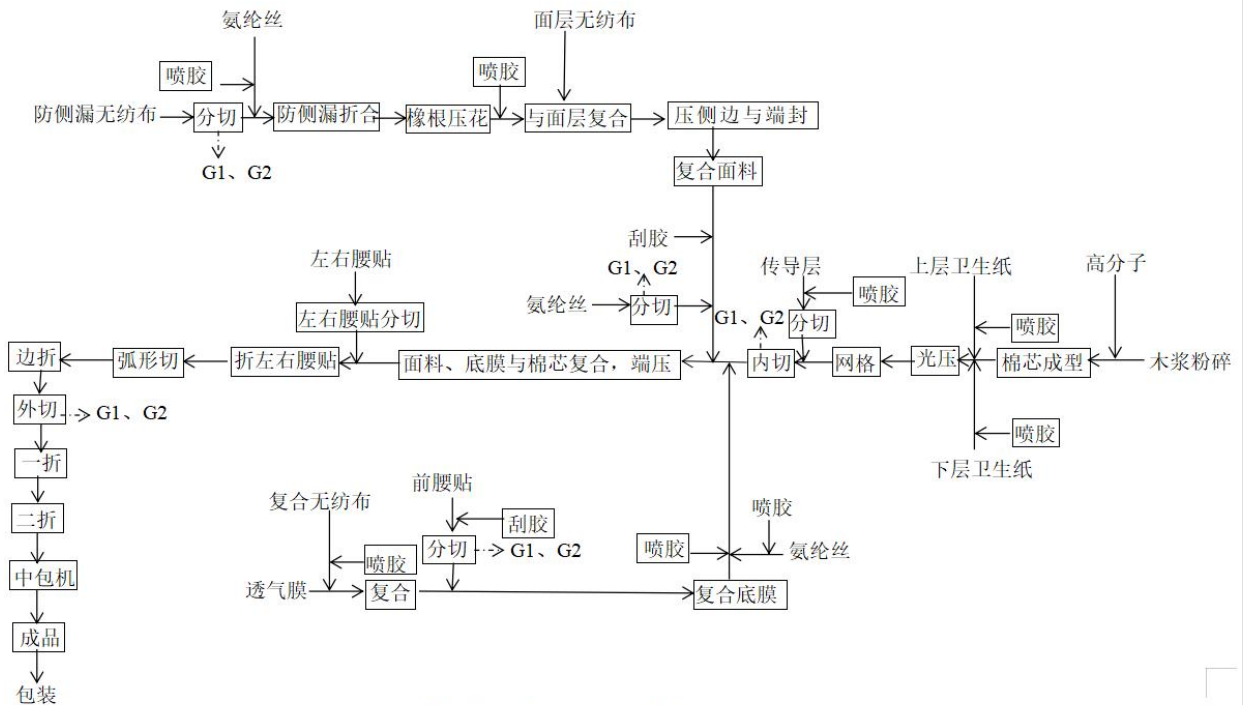 氨纶丝
面层无纺布
喷胶
喷胶
防侧漏无纺布
分切
防侧漏折合
橡根压花
与面层复合
压侧边与端封
G1、G2
复合面料
刮胶
左右腰贴
G1、G2
传导层
上层卫生纸
高分子
喷胶
氨纶丝
分切
G1、G2
分切
喷胶
左右腰贴分切
边折
弧形切
折左右腰贴
面料、底膜与棉芯复合，端压
内切
网格
光压
棉芯成型
木浆粉碎
外切
G1、G2
喷胶
一折
下层卫生纸
前腰贴
复合无纺布
喷胶
二折
刮胶
分切
G1、G2
喷胶
氨纶丝
喷胶
中包机
透气膜
复合
复合底膜
成品
包装